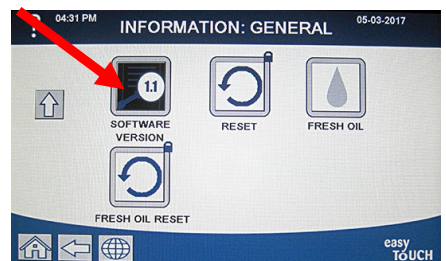 ?
04:31 PM
INFORMATION: GENERAL
05-03-2017
1.1
SOFTWARE
VERSION
RESET
FRESH OIL
FRESH OIL RESET
easy
TOUCH